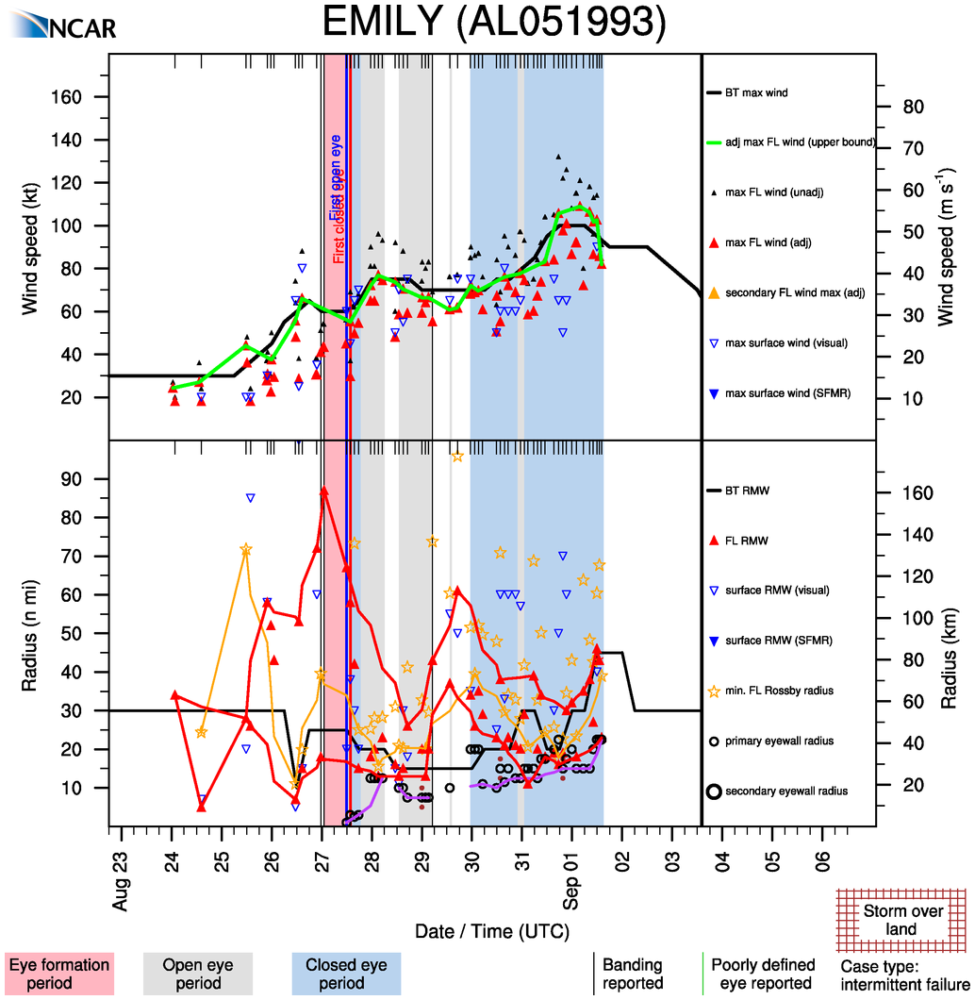 NCAR
EMILY (AL051993)
160
140
120
100
80
60
40
20
Wind speed (kt)
80
70
60
50
40
30
20
10
Wind speed (m s-1)
First open eye
First closed eye
BT max wind
adj max FL wind (upper bound)
max FL wind (unadj)
max FL wind (adj)
secondary FL wind max (adj)
max surface wind (visual)
max surface wind (SFMR)
90
80
70
60
50
40
30
20
10
Radius (n mi)
160
140
120
100
80
60
40
20
Radius (km)
BT RMW
FL RMW
surface RMW (visual)
surface RMW (SFMR)
min. FL Rossby radius
primary eyewall radius
secondary eyewall radius
Aug 23
24
25
26
27
28
29
30
31
Sep 01
02
03
04
05
06
Date / Time (UTC)
Storm over
land
Eye formation
period
Open eye
period
Closed eye
period
Banding
reported
Poorly defined
eye reported
Case type:
intermittent failure